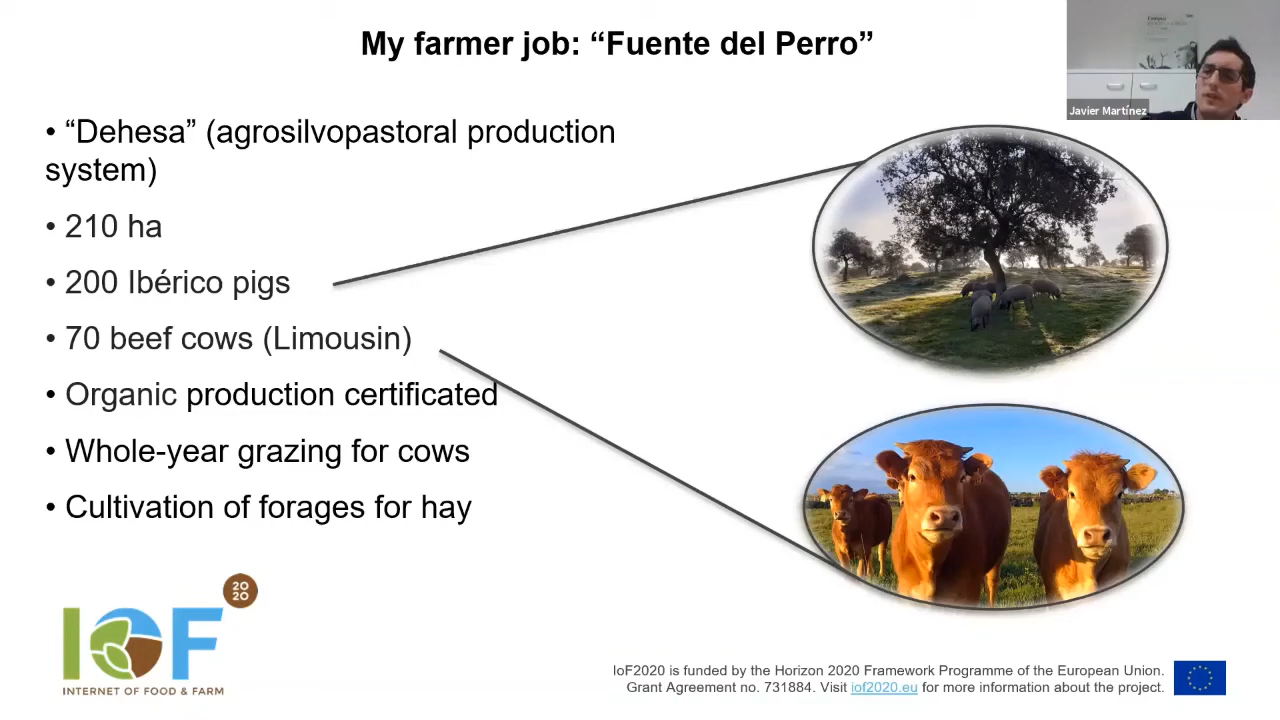 My farmer job: “Fuente del Perro”
Javier Martínez
• “Dehesa” (agrosilvopastoral production
system)
• 210 ha
• 200 Ibérico pigs
• 70 beef cows (Limousin)
• Organic production certificated
• Whole-year grazing for cows
• Cultivation of forages for hay
20
20
IOF
INTERNET OF FOOD & FARM
IoF2020 is funded by the Horizon 2020 Framework Programme of the European Union.
Grant Agreement no. 731884. Visit iof2020.eu for more information about the project.